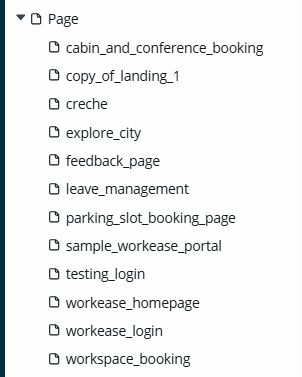 Page
cabin_and_conference_booking
copy_of_landing_1
creche
explore_city
feedback_page
leave_management
parking_slot_booking_page
sample_workease_portal
testing_login
workease_homepage
workease_login
workspace_booking